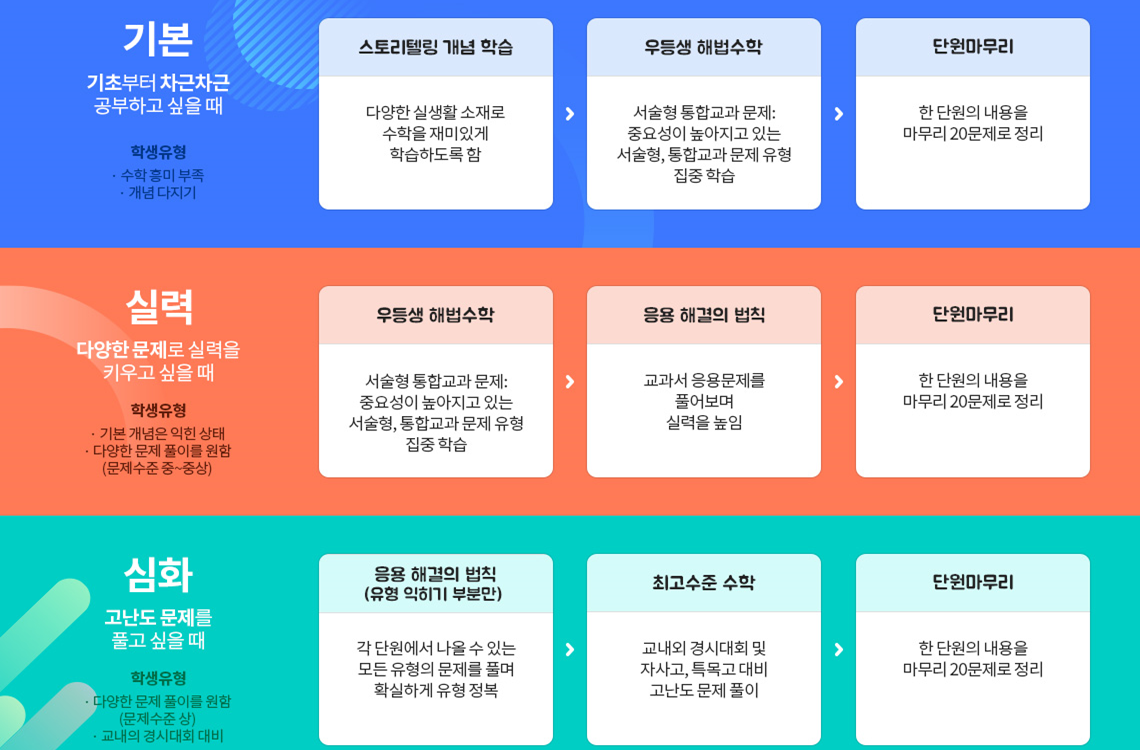 기본
기초부터 차근차근
공부하고 싶을 때
학생유형
· 수학 흥미 부족
· 개념 다지기
스토리텔링 개념 학습
다양한 실생활 소재로
수학을 재미있게
학습하도록 함
›
우등생 해법수학
서술형 통합교과 문제:
중요성이 높아지고 있는
서술형, 통합교과 문제 유형
집중 학습
›
단원마무리
한 단원의 내용을
마무리 20문제로 정리
실력
다양한 문제로 실력을
키우고 싶을 때
학생유형
· 기본 개념은 익힌 상태
· 다양한 문제 풀이를 원함
(문제수준 중~중상)
우등생 해법수학
서술형 통합교과 문제:
중요성이 높아지고 있는
서술형, 통합교과 문제 유형
집중 학습
›
응용 해결의 법칙
교과서 응용문제를
풀어보며
실력을 높임
›
단원마무리
한 단원의 내용을
마무리 20문제로 정리
심화
고난도 문제를
풀고 싶을 때
학생유형
· 다양한 문제 풀이를 원함
(문제수준 상)
· 교내의 경시대회 대비
응용 해결의 법칙
(유형 익히기 부분만)
각 단원에서 나올 수 있는
모든 유형의 문제를 풀며
확실하게 유형 정복
›
최고수준 수학
교내외 경시대회 및
자사고, 특목고 대비
고난도 문제 풀이
›
단원마무리
한 단원의 내용을
마무리 20문제로 정리